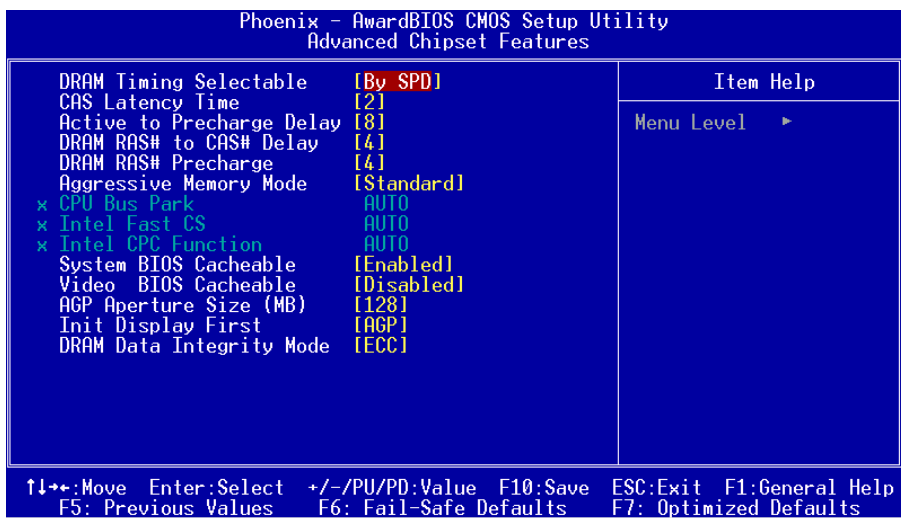 Phoenix - AwardBIOS CMOS Setup Utility
Advanced Chipset Features
DRAM Timing Selectable [By SPD]
CAS Latency Time [2]
Active to Precharge Delay [8]
DRAM RAS# to CAS# Delay [4]
DRAM RAS# Precharge [4]
Aggressive Memory Mode [Standard]
x CPU Bus Park AUTO
x Intel Fast CS AUTO
x Intel CPC Function AUTO
System BIOS Cacheable [Enabled]
Video BIOS Cacheable [Disabled]
AGP Aperture Size (MB) [128]
Init Display First [AGP]
DRAM Data Integrity Mode [ECC]
Item Help
Menu Level ►
↑↓→←:Move Enter:Select +/-/PU/PD:Value F10:Save ESC:Exit F1:General Help
F5: Previous Values F6: Fail-Safe Defaults F7: Optimized Defaults